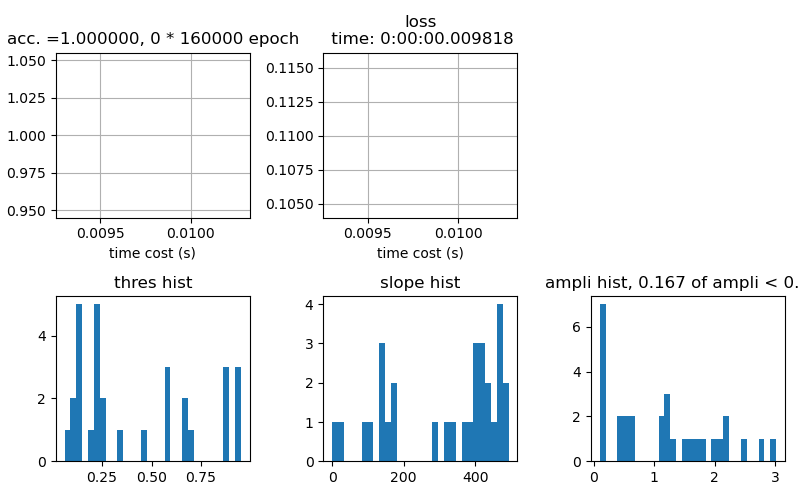 acc. =1.000000, 0 * 160000 epoch
1.050
1.025
1.000
0.975
0.950
0.0095 0.0100
time cost (s)
loss
time: 0:00:00.009818
0.1150
0.1125
0.1100
0.1075
0.1050
0.0095 0.0100
time cost (s)
thres hist
4
2
0
0.25 0.50 0.75
slope hist
4
3
2
1
0
0 200 400
ampli hist, 0.167 of ampli < 0.
6
4
2
0
0 1 2 3